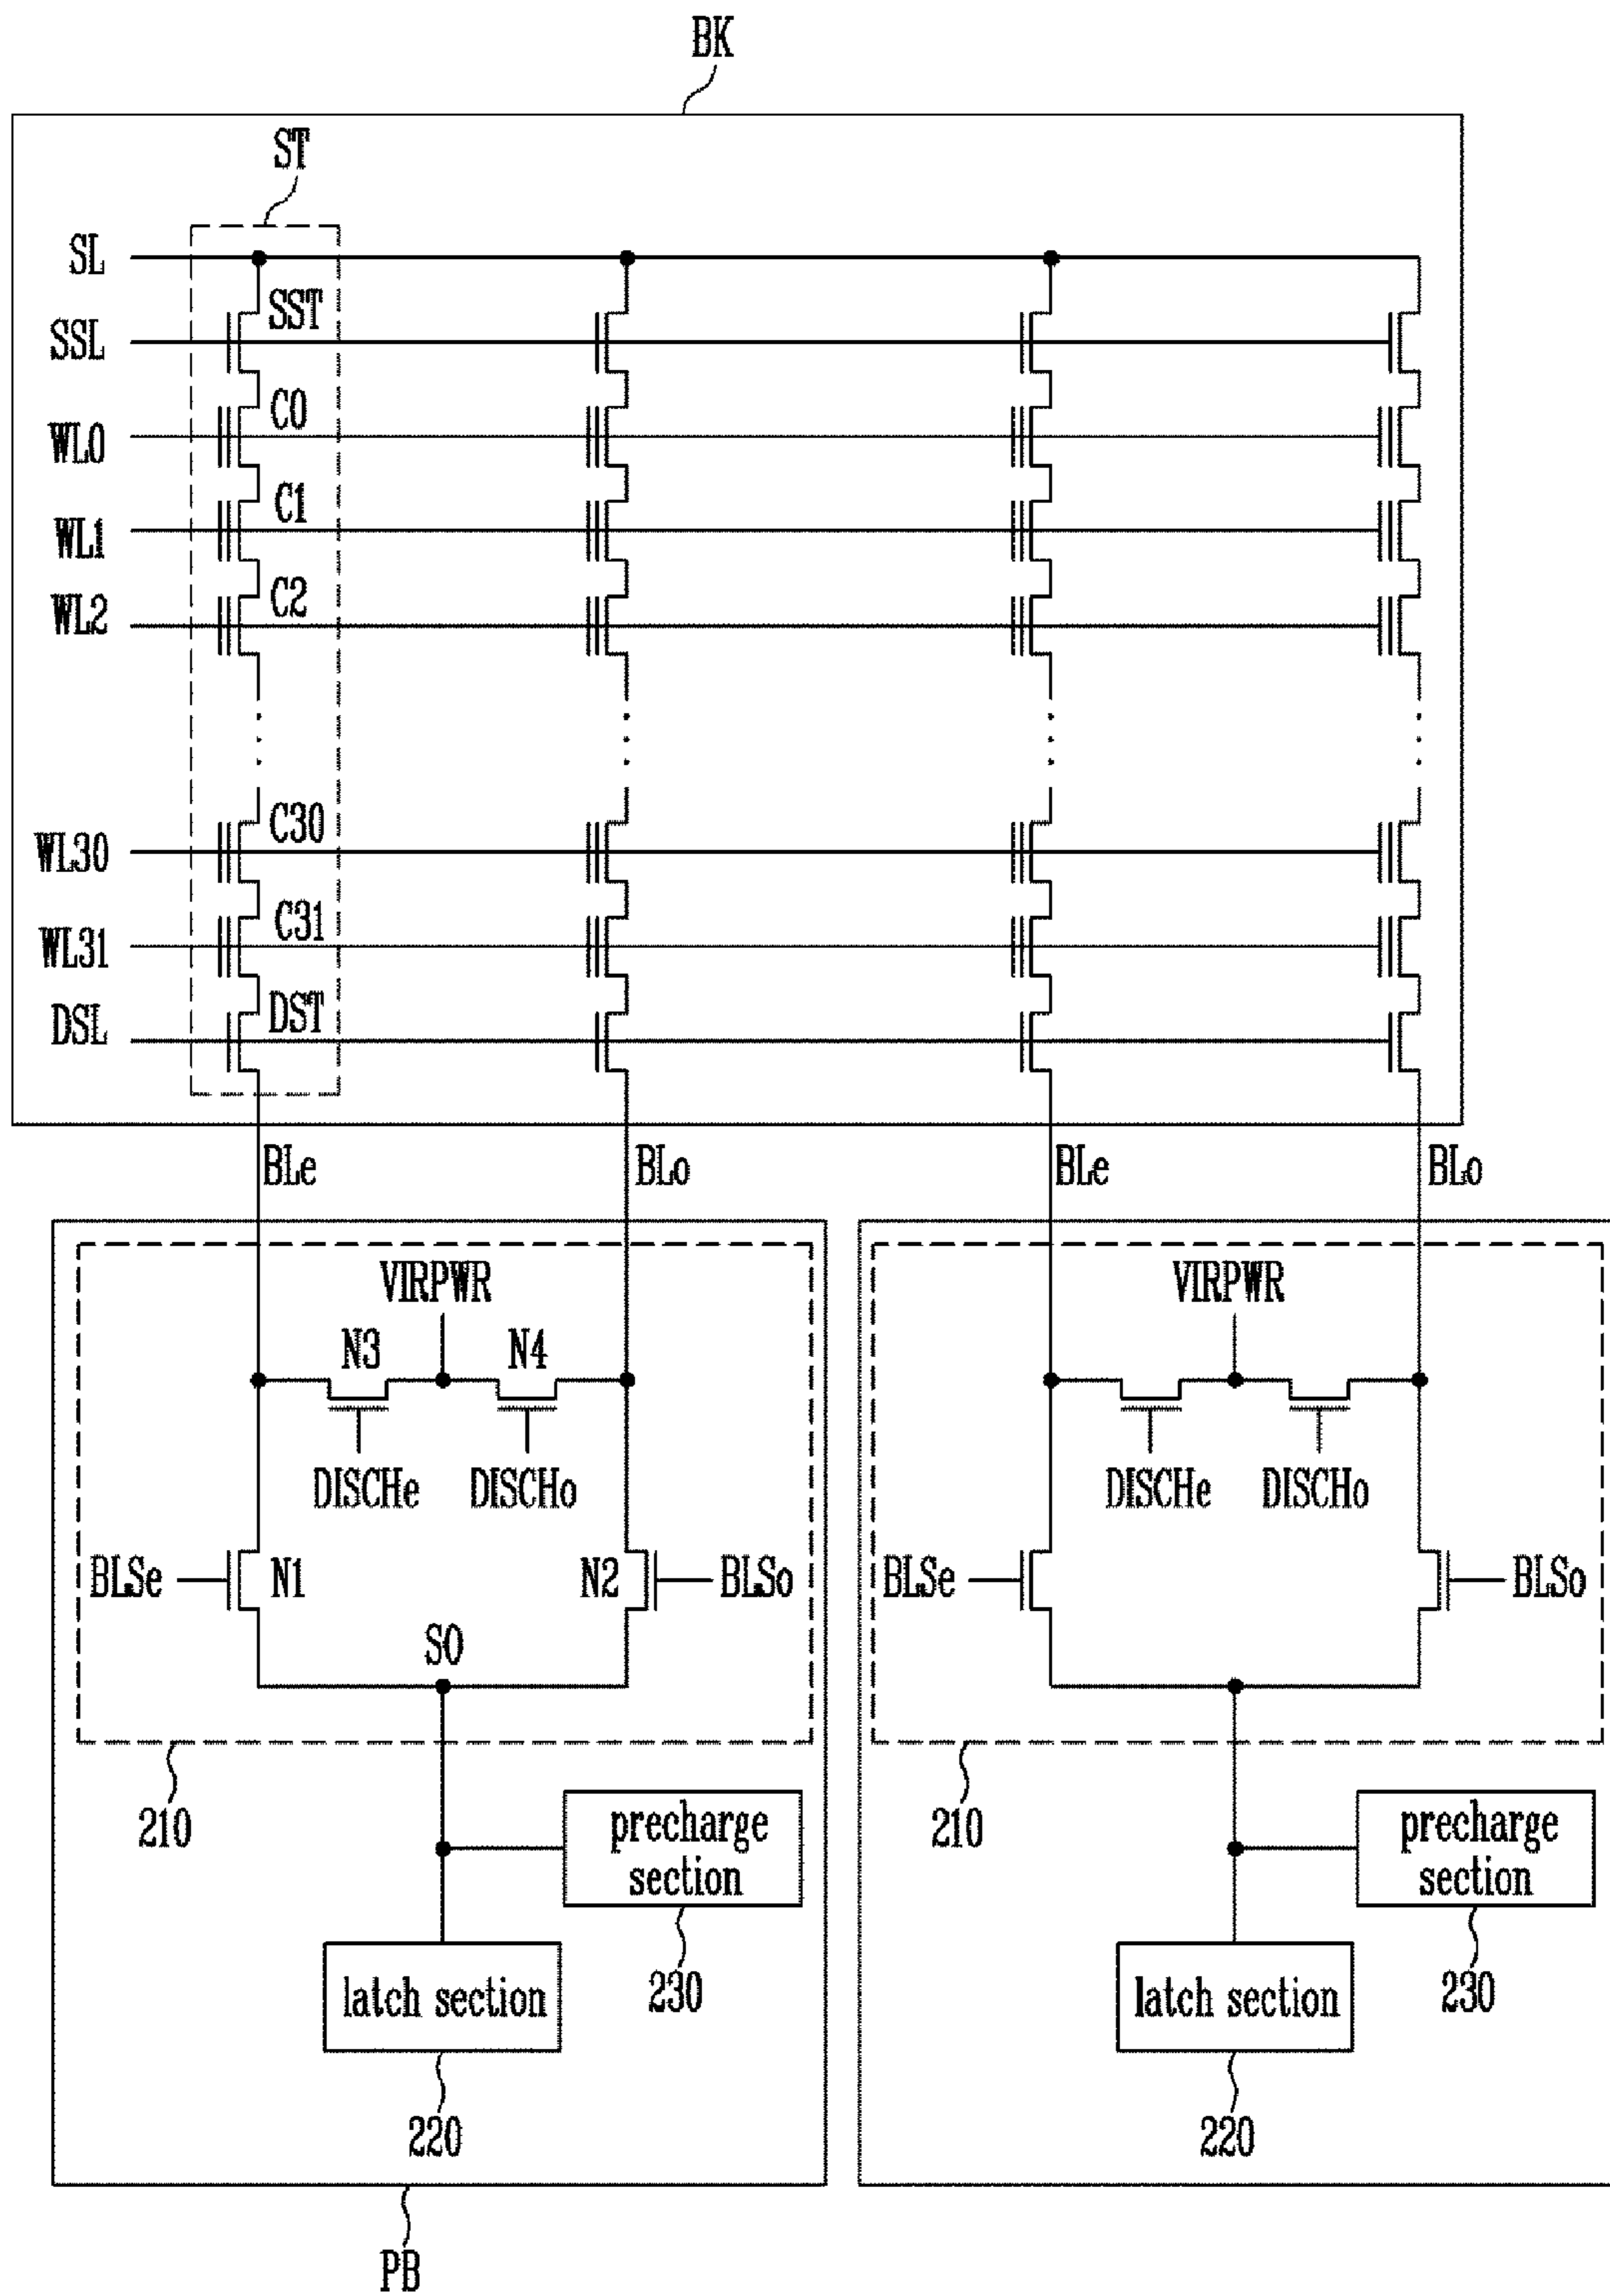 BK
ST
SL
SST
SSL
C0
WL0
C1
WL1
C2
WL2
C30
WL30
C31
WL31
DST
DSL
BLe BLo BLe BLo
VIRPWR VIRPWR
N3 N4
DISCHe DISCHo DISCHe DISCHo
BLSe N1 N2 BLSo BLSe BLSo
SO
210 precharge section 210 precharge section
230 230
latch section latch section
220 220
PB